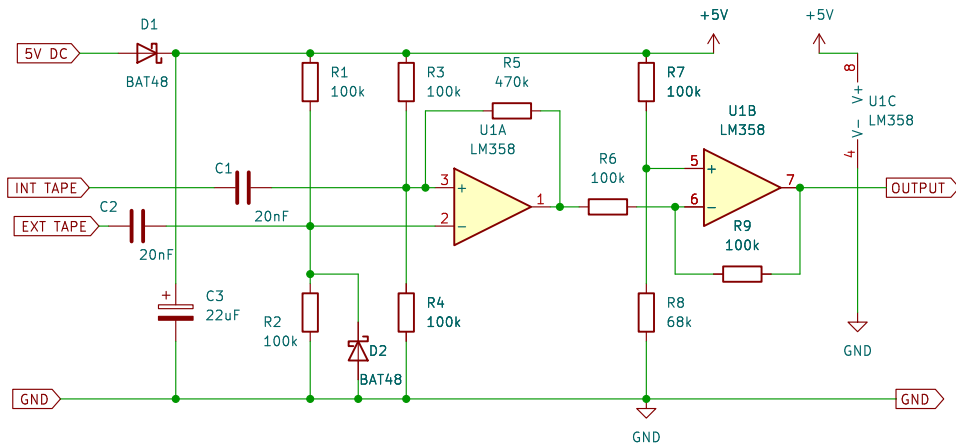 D1
5V DC
BAT48
+5V
+5V
R1
100k
R3
100k
R5
470k
R7
100k
U1A
LM358
U1B
LM358
8
V+
U1C
LM358
V-
4
C1
INT TAPE
20nF
3
+
2
-
1
R6
100k
5
+
6
-
7
OUTPUT
C2
EXT TAPE
20nF
R9
100k
+
C3
22uF
R2
100k
D2
BAT48
R4
100k
R8
68k
GND
GND
GND
GND